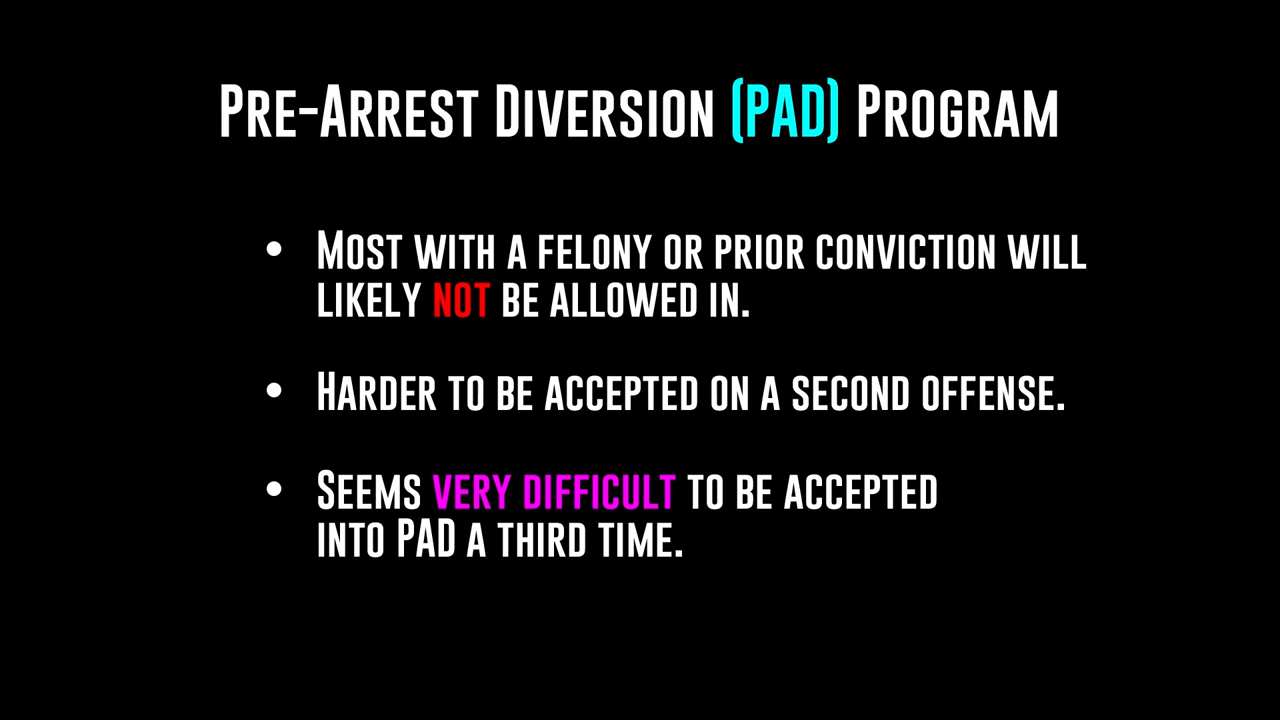 Pre-Arrest Diversion (PAD) Program
• Most with a felony or prior conviction will
likely NOT be allowed in.
• Harder to be accepted on a second offense.
• Seems very difficult to be accepted
into PAD a third time.